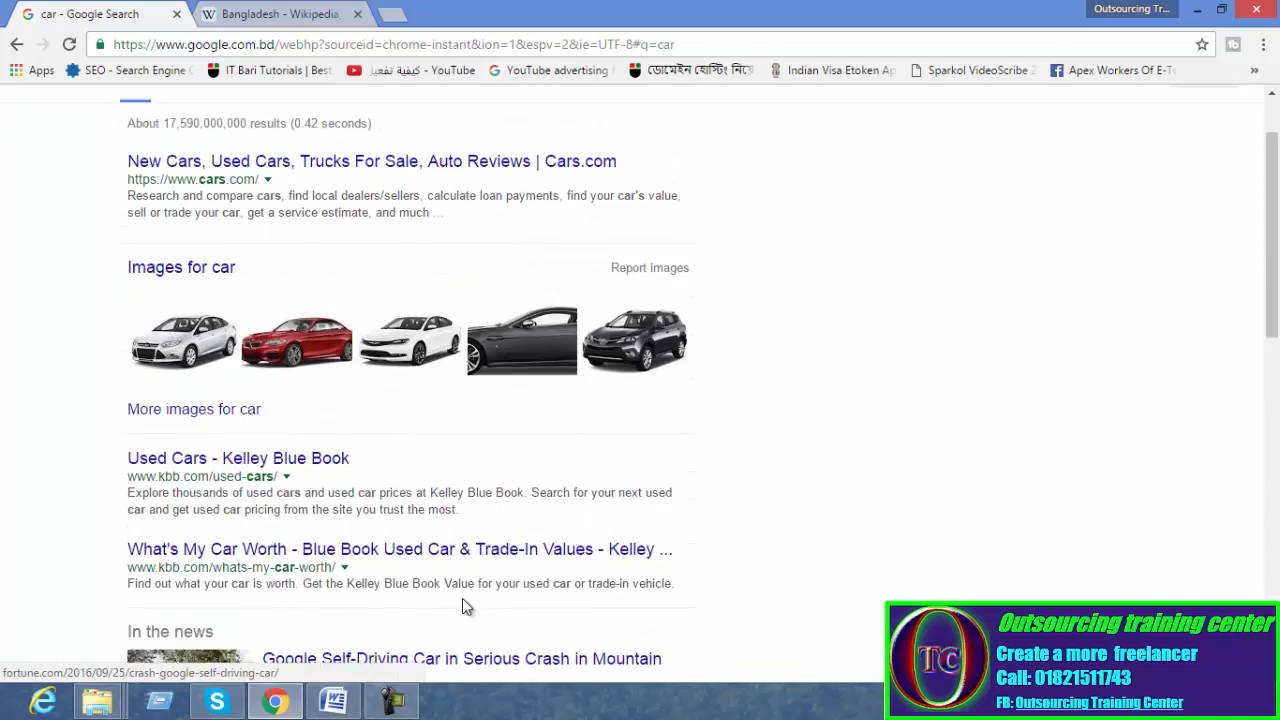 car - Google Search
Bangladesh - Wikipedia,
Outsourcing Tr...
https://www.google.com.bd/webhp?sourceid=chrome-instant&ion=1&espv=2&ie=UTF-8#q=car
Apps
SEO - Search Engine
IT Bari Tutorials | Best
كيفية تفعيل - YouTube
YouTube advertising
ডোমেইন হোস্টিং নিয়ে
Indian Visa Etoken Ap
Sparkol VideoScribe 2
Apex Workers Of E-To
About 17,590,000,000 results (0.42 seconds)
New Cars, Used Cars, Trucks For Sale, Auto Reviews | Cars.com
https://www.cars.com/
Research and compare cars, find local dealers/sellers, calculate loan payments, find your car's value,
sell or trade your car, get a service estimate, and much ...
Images for car
Report images
More images for car
Used Cars - Kelley Blue Book
www.kbb.com/used-cars/
Explore thousands of used cars and used car prices at Kelley Blue Book. Search for your next used
car and get used car pricing from the site you trust the most.
What's My Car Worth - Blue Book Used Car & Trade-In Values - Kelley ...
www.kbb.com/whats-my-car-worth/
Find out what your car is worth. Get the Kelley Blue Book Value for your used car or trade-in vehicle.
In the news
Google Self-Driving Car in Serious Crash in Mountain
fortune.com/2016/09/25/crash-google-self-driving-car/
TC
Outsourcing training center
Create a more freelancer
Call: 01821511743
FB: Outsourcing Training Center